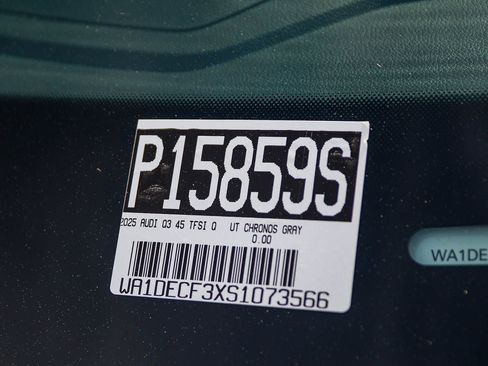 P15859S
2025 AUDI Q3 45 TFSI Q UT CHRONOS GRAY
0.00
WA1DECF3XS1073566
WA1DE